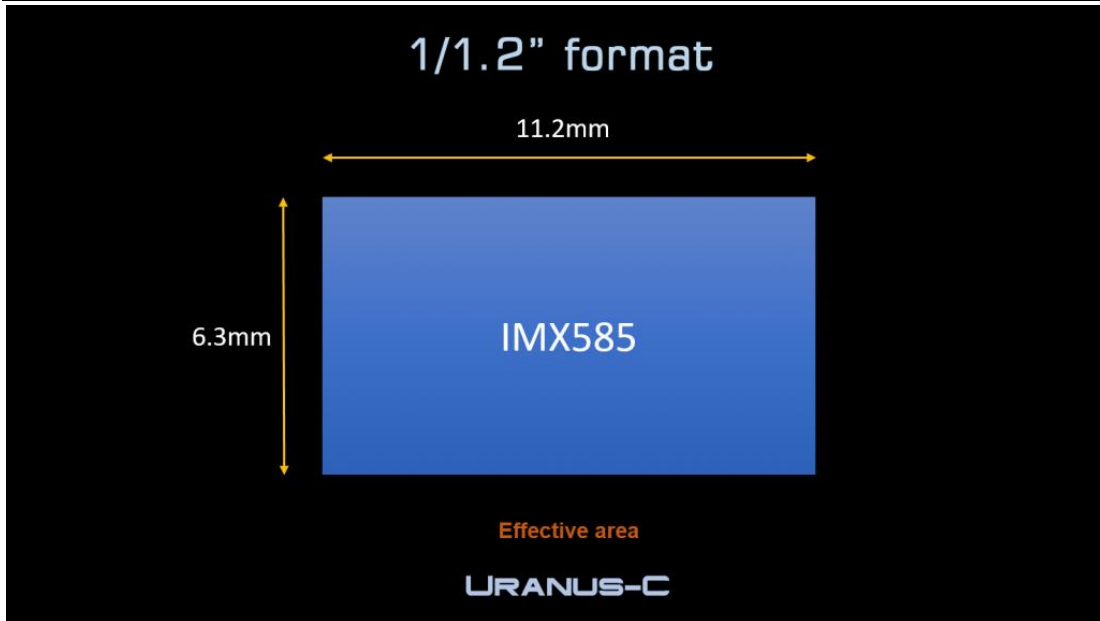 1/1.2” format
11.2mm
6.3mm
IMX585
Effective area
URANUS-C